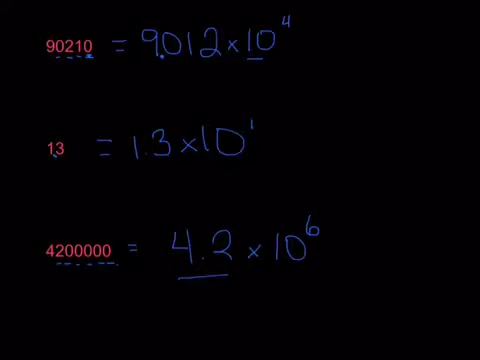 90210 = 9.012 × 10⁴
13 = 1.3 × 10¹
4200000 = 4.2 × 10⁶